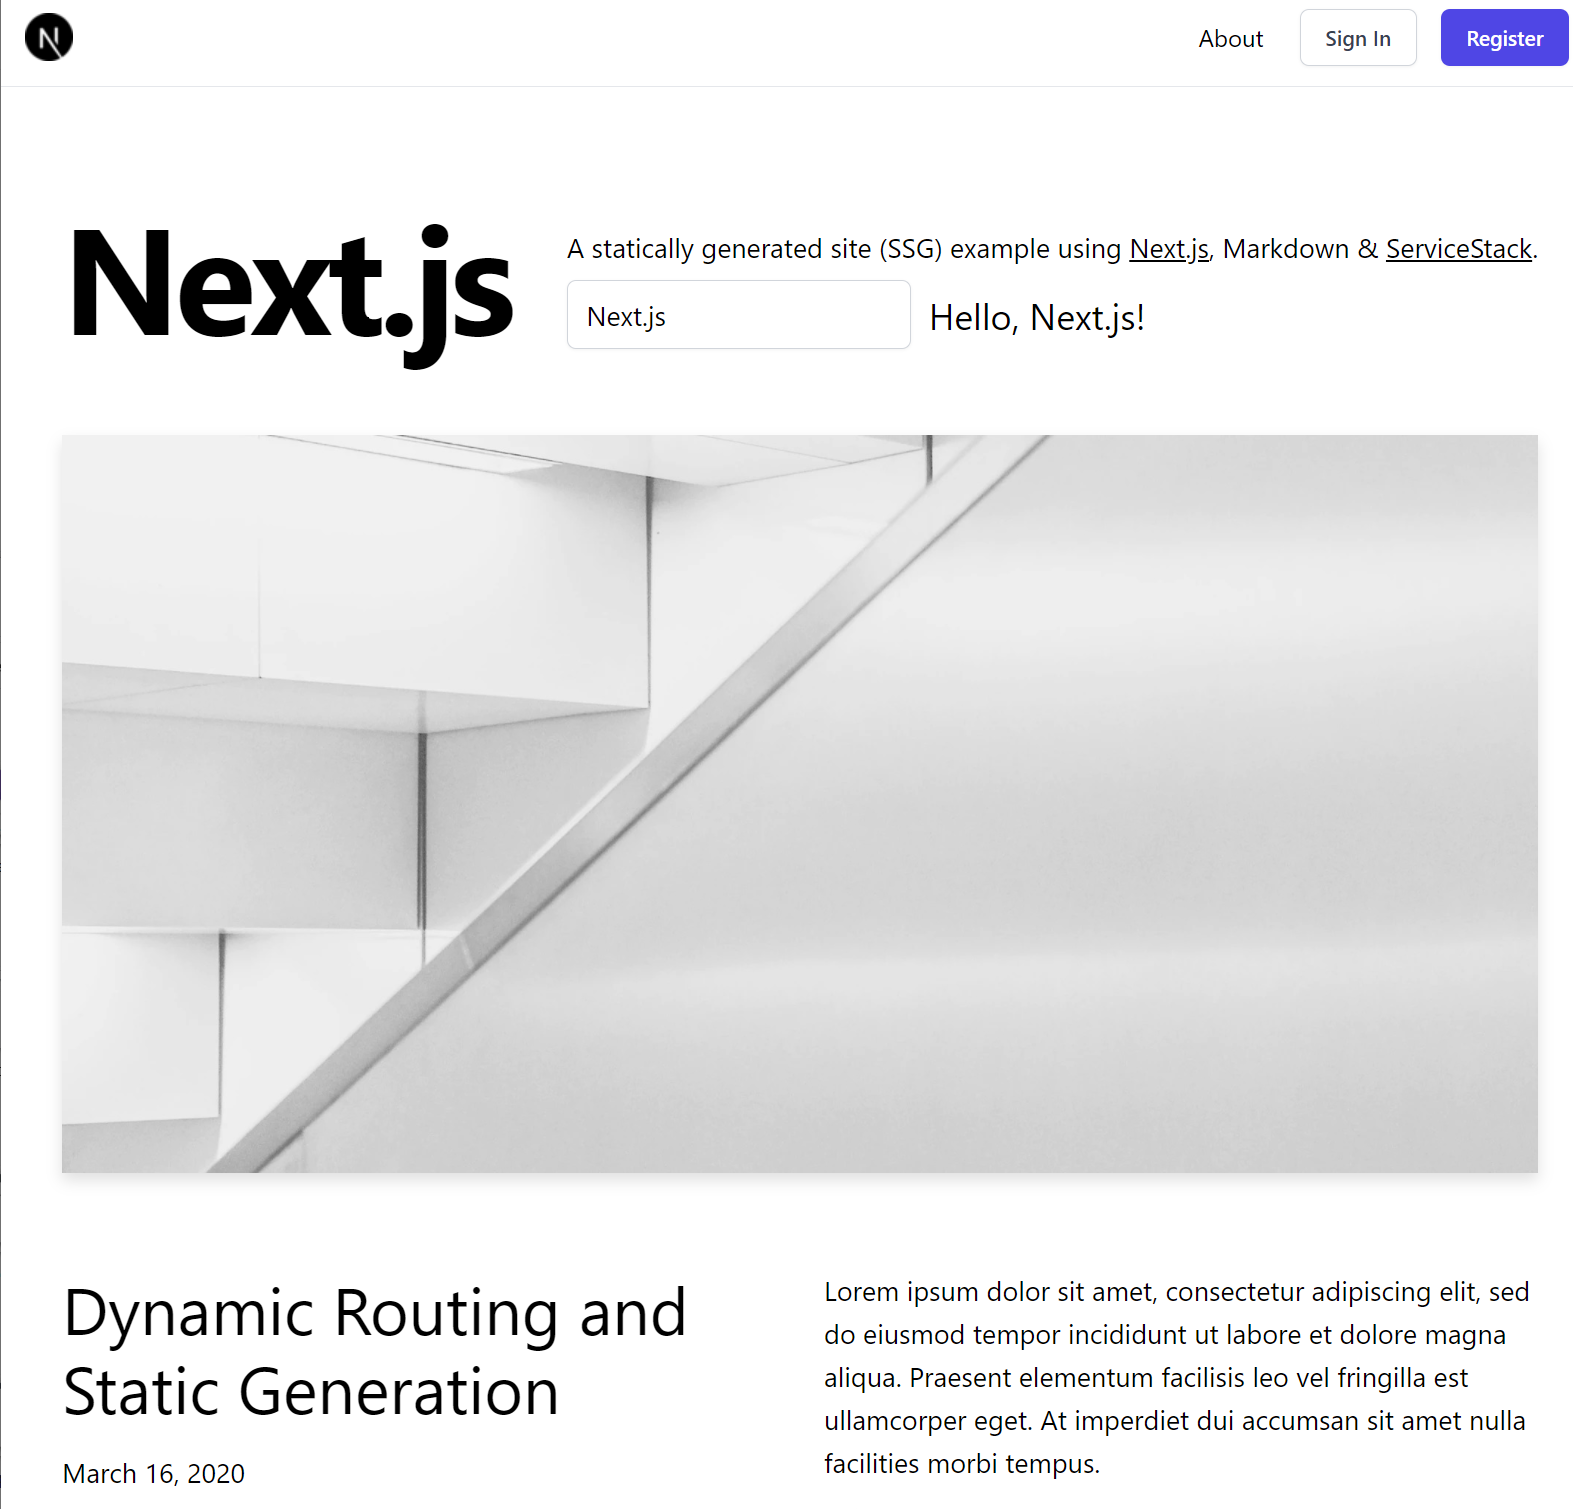 N
About
Sign In
Register
Next.js
A statically generated site (SSG) example using Next.js, Markdown & ServiceStack.
Next.js
Hello, Next.js!
Dynamic Routing and
Static Generation
March 16, 2020
Lorem ipsum dolor sit amet, consectetur adipiscing elit, sed
do eiusmod tempor incididunt ut labore et dolore magna
aliqua. Praesent elementum facilisis leo vel fringilla est
ullamcorper eget. At imperdiet dui accumsan sit amet nulla
facilities morbi tempus.